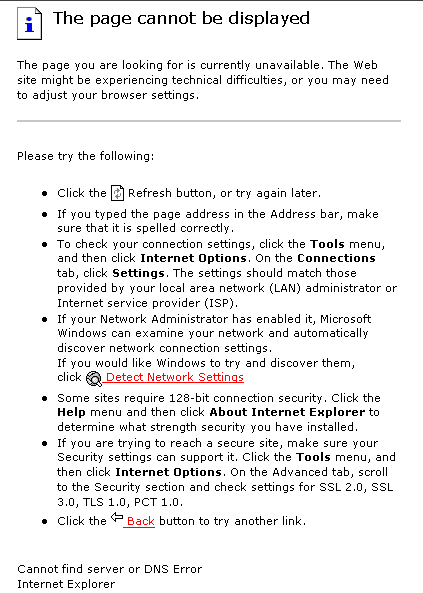 The page cannot be displayed
The page you are looking for is currently unavailable. The Web
site might be experiencing technical difficulties, or you may need
to adjust your browser settings.
Please try the following:
• Click the Refresh button, or try again later.
• If you typed the page address in the Address bar, make
sure that it is spelled correctly.
• To check your connection settings, click the Tools menu,
and then click Internet Options. On the Connections
tab, click Settings. The settings should match those
provided by your local area network (LAN) administrator or
Internet service provider (ISP).
• If your Network Administrator has enabled it, Microsoft
Windows can examine your network and automatically
discover network connection settings.
If you would like Windows to try and discover them,
click Detect Network Settings
• Some sites require 128-bit connection security. Click the
Help menu and then click About Internet Explorer to
determine what strength security you have installed.
• If you are trying to reach a secure site, make sure your
Security settings can support it. Click the Tools menu, and
then click Internet Options. On the Advanced tab, scroll
to the Security section and check settings for SSL 2.0, SSL
3.0, TLS 1.0, PCT 1.0.
• Click the Back button to try another link.
Cannot find server or DNS Error
Internet Explorer